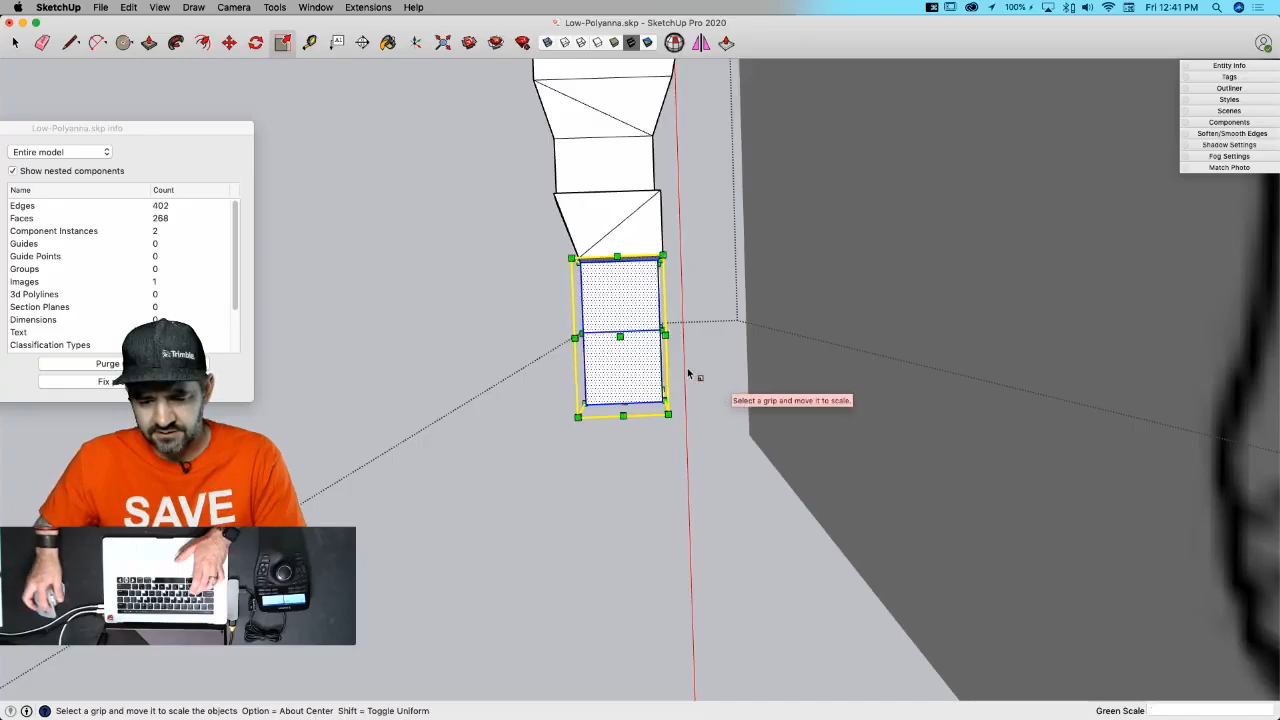 SketchUp File Edit View Draw Camera Tools Window Extensions Help
100% Fri 12:41 PM
Low-Polyanna.skp - SketchUp Pro 2020
Entity Info
Tags
Outliner
Styles
Scenes
Components
Soften/Smooth Edges
Shadow Settings
Fog Settings
Match Photo
Low-Polyanna.skp info
Entire model
Show nested components
Name Count
Edges 402
Faces 268
Component Instances 2
Guides 0
Guide Points 0
Groups 0
Images 1
3d Polylines 0
Section Planes 0
Dimensions
Text
Classification Types
Purge
Fix
Trimble.
SAVE
Select a grip and move it to scale.
Select a grip and move it to scale the objects Option = About Center Shift = Toggle Uniform
Green Scale